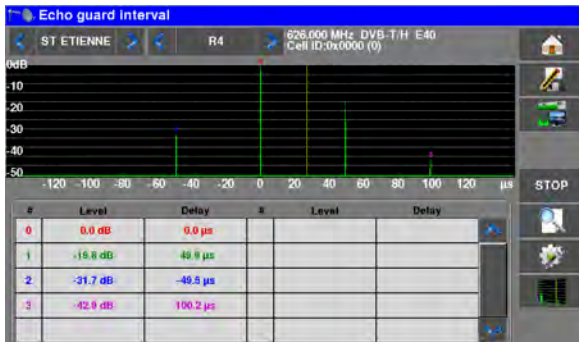 Echo guard interval
ST ETIENNE R4 626.000 MHz DVB-T/H E40
Cell ID:0x0000 (0)
0dB
-10
-20
-30
-40
-50
-120 -100 -80 -60 -40 -20 0 20 40 60 80 100 120 µs
STOP
# Level Delay # Level Delay
0 0.0 dB 0.0 µs
1 -19.8 dB 49.9 µs
2 -31.7 dB -49.5 µs
3 -42.9 dB 100.2 µs